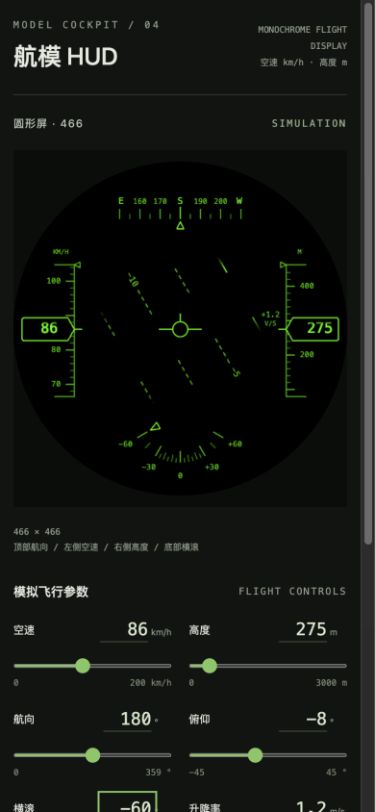 MODEL COCKPIT / 04
航模 HUD
MONOCHROME FLIGHT
DISPLAY
空速 km/h · 高度 m
圆形屏 · 466
SIMULATION
E 160 170 S 190 200 W
KM/H
M
100
400
-10
+1.2
V/S
86
275
80
200
-5
70
-60
+60
-30
+30
0
466 × 466
顶部航向 / 左侧空速 / 右侧高度 / 底部横滚
模拟飞行参数
FLIGHT CONTROLS
空速
86 km/h
高度
275 m
0
200 km/h
0
3000 m
航向
180 °
俯仰
−8 °
0
359 °
−45
45 °
横滚
−60
升降率
1.2 m/s